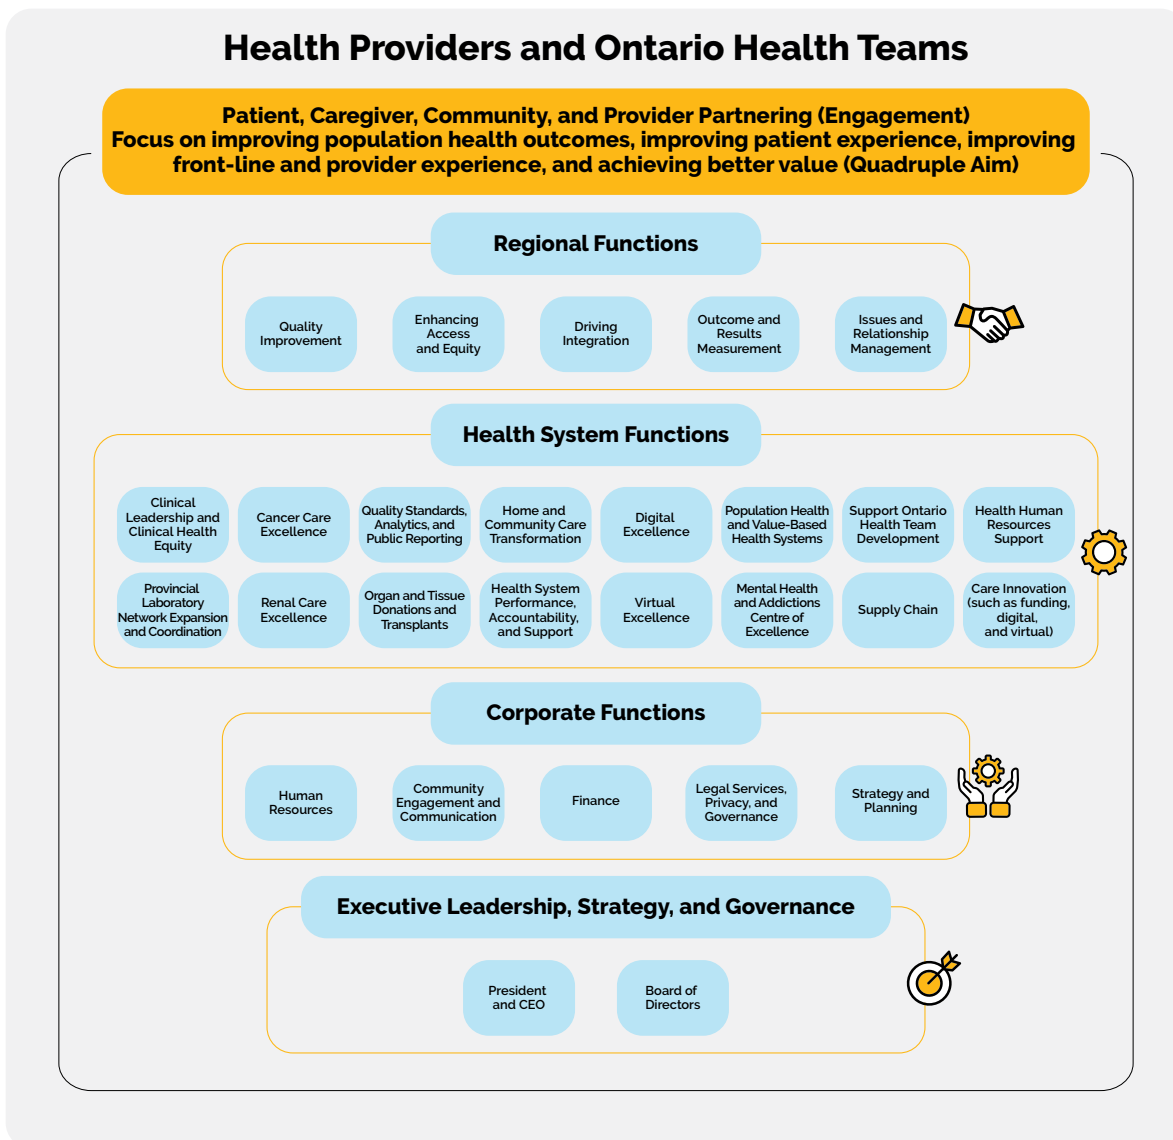 Health Providers and Ontario Health Teams
Patient, Caregiver, Community, and Provider Partnering (Engagement)
Focus on improving population health outcomes, improving patient experience, improving
front-line and provider experience, and achieving better value (Quadruple Aim)
Regional Functions
Quality
Improvement
Enhancing
Access
and Equity
Driving
Integration
Outcome and
Results
Measurement
Issues and
Relationship
Management
Health System Functions
Clinical
Leadership and
Clinical Health
Equity
Cancer Care
Excellence
Quality Standards,
Analytics, and
Public Reporting
Home and
Community Care
Transformation
Digital
Excellence
Population Health
and Value-Based
Health Systems
Support Ontario
Health Team
Development
Health Human
Resources
Support
Provincial
Laboratory
Network Expansion
and Coordination
Renal Care
Excellence
Organ and Tissue
Donations and
Transplants
Health System
Performance,
Accountability,
and Support
Virtual
Excellence
Mental Health
and Addictions
Centre of
Excellence
Supply Chain
Care Innovation
(such as funding,
digital,
and virtual)
Corporate Functions
Human
Resources
Community
Engagement and
Communication
Finance
Legal Services,
Privacy, and
Governance
Strategy and
Planning
Executive Leadership, Strategy, and Governance
President
and CEO
Board of
Directors